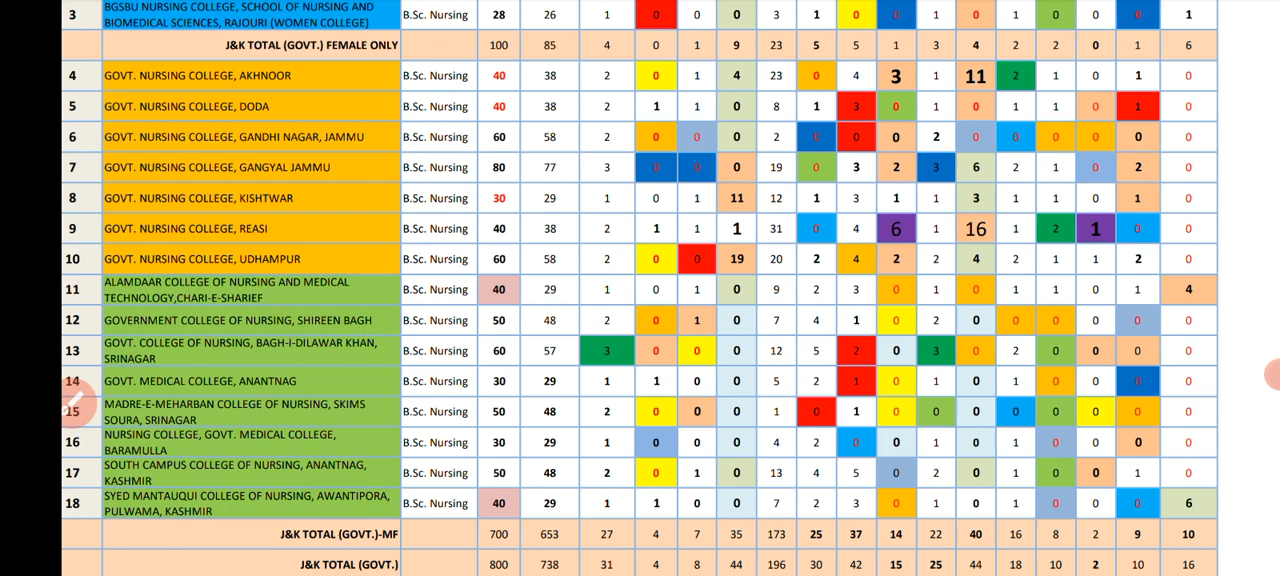 3 BGSBU NURSING COLLEGE, SCHOOL OF NURSING AND BIOMEDICAL SCIENCES, RAJOURI (WOMEN COLLEGE) B.Sc. Nursing 28 26 1 0 0 0 3 1 0 0 1 0 1 0 0 0 1
J&K TOTAL (GOVT.) FEMALE ONLY 100 85 4 0 1 9 23 5 5 1 3 4 2 2 0 1 6
4 GOVT. NURSING COLLEGE, AKHNOOR B.Sc. Nursing 40 38 2 0 1 4 23 0 4 3 1 11 2 1 0 1 0
5 GOVT. NURSING COLLEGE, DODA B.Sc. Nursing 40 38 2 1 1 0 8 1 3 0 1 0 1 1 0 1 0
6 GOVT. NURSING COLLEGE, GANDHI NAGAR, JAMMU B.Sc. Nursing 60 58 2 0 0 0 2 0 0 0 2 0 0 0 0 0 0
7 GOVT. NURSING COLLEGE, GANGYAL JAMMU B.Sc. Nursing 80 77 3 0 0 0 19 0 3 2 3 6 2 1 0 2 0
8 GOVT. NURSING COLLEGE, KISHTWAR B.Sc. Nursing 30 29 1 0 1 11 12 1 3 1 1 3 1 1 0 1 0
9 GOVT. NURSING COLLEGE, REASI B.Sc. Nursing 40 38 2 1 1 1 31 0 4 6 1 16 1 2 1 0 0
10 GOVT. NURSING COLLEGE, UDHAMPUR B.Sc. Nursing 60 58 2 0 0 19 20 2 4 2 2 4 2 1 1 2 0
11 ALAMDAAR COLLEGE OF NURSING AND MEDICAL TECHNOLOGY,CHARI-E-SHARIEF B.Sc. Nursing 40 29 1 0 1 0 9 2 3 0 1 0 1 1 0 1 4
12 GOVERNMENT COLLEGE OF NURSING, SHIREEN BAGH B.Sc. Nursing 50 48 2 0 1 0 7 4 1 0 2 0 0 0 0 0 0
13 GOVT. COLLEGE OF NURSING, BAGH-I-DILAWAR KHAN, SRINAGAR B.Sc. Nursing 60 57 3 0 0 0 12 5 2 0 3 0 2 0 0 0 0
14 GOVT. MEDICAL COLLEGE, ANANTNAG B.Sc. Nursing 30 29 1 1 0 0 5 2 1 0 1 0 1 0 0 0 0
15 MADRE-E-MEHARBAN COLLEGE OF NURSING, SKIMS SOURA, SRINAGAR B.Sc. Nursing 50 48 2 0 0 0 1 0 1 0 0 0 0 0 0 0 0
16 NURSING COLLEGE, GOVT. MEDICAL COLLEGE, BARAMULLA B.Sc. Nursing 30 29 1 0 0 0 4 2 0 0 1 0 1 0 0 0 0
17 SOUTH CAMPUS COLLEGE OF NURSING, ANANTNAG, KASHMIR B.Sc. Nursing 50 48 2 0 1 0 13 4 5 0 2 0 1 0 0 1 0
18 SYED MANTAUQUI COLLEGE OF NURSING, AWANTIPORA, PULWAMA, KASHMIR B.Sc. Nursing 40 29 1 1 0 0 7 2 3 0 1 0 1 0 0 0 6
J&K TOTAL (GOVT.)-MF 700 653 27 4 7 35 173 25 37 14 22 40 16 8 2 9 10
J&K TOTAL (GOVT.) 800 738 31 4 8 44 196 30 42 15 25 44 18 10 2 10 16